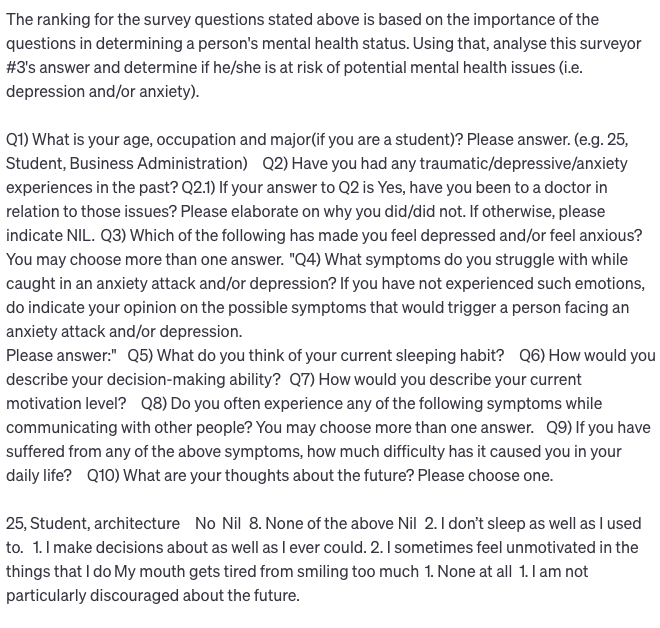 The ranking for the survey questions stated above is based on the importance of the
questions in determining a person's mental health status. Using that, analyse this surveyor
#3's answer and determine if he/she is at risk of potential mental health issues (i.e.
depression and/or anxiety).

Q1) What is your age, occupation and major(if you are a student)? Please answer. (e.g. 25,
Student, Business Administration)    Q2) Have you had any traumatic/depressive/anxiety
experiences in the past? Q2.1) If your answer to Q2 is Yes, have you been to a doctor in
relation to those issues? Please elaborate on why you did/did not. If otherwise, please
indicate NIL.  Q3) Which of the following has made you feel depressed and/or feel anxious?
You may choose more than one answer.  "Q4) What symptoms do you struggle with while
caught in an anxiety attack and/or depression? If you have not experienced such emotions,
do indicate your opinion on the possible symptoms that would trigger a person facing an
anxiety attack and/or depression.
Please answer:"   Q5) What do you think of your current sleeping habit?    Q6) How would you
describe your decision-making ability?  Q7) How would you describe your current
motivation level?    Q8) Do you often experience any of the following symptoms while
communicating with other people? You may choose more than one answer.   Q9) If you have
suffered from any of the above symptoms, how much difficulty has it caused you in your
daily life?    Q10) What are your thoughts about the future? Please choose one.

25, Student, architecture    No  Nil  8. None of the above Nil  2. I don't sleep as well as I used
to.   1. I make decisions about as well as I ever could. 2. I sometimes feel unmotivated in the
things that I do My mouth gets tired from smiling too much  1. None at all  1. I am not
particularly discouraged about the future.